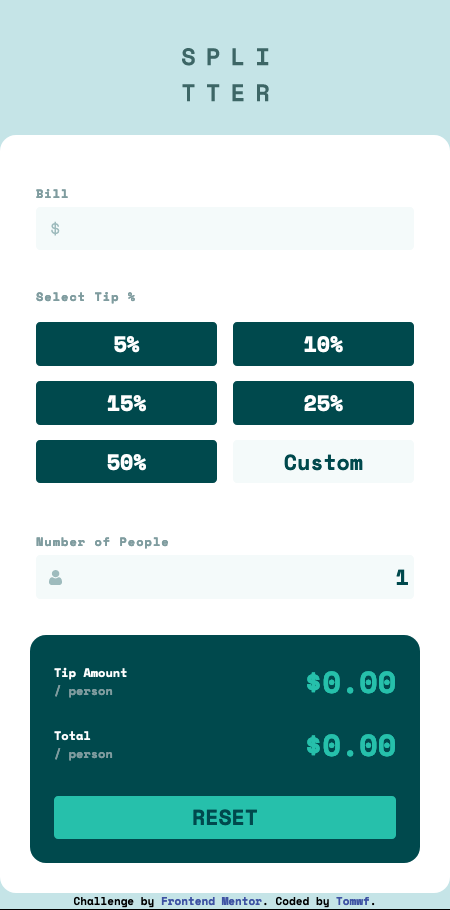 SPLI
TTER
Bill
$
Select Tip %
5%
10%
15%
25%
50%
Custom
Number of People
1
Tip Amount
/ person
$0.00
Total
/ person
$0.00
RESET
Challenge by Frontend Mentor. Coded by Tomwf.